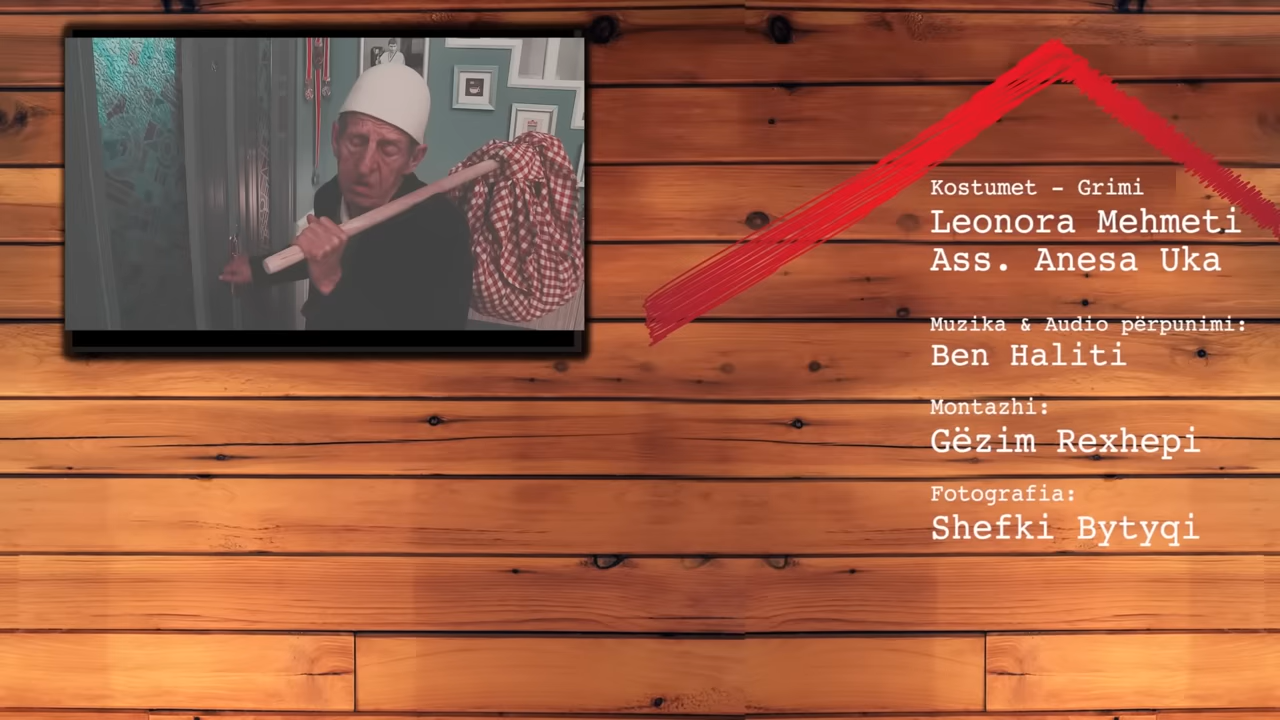 Kostumet - Grimi
Leonora Mehmeti
Ass. Anesa Uka
Muzika & Audio përpunimi:
Ben Haliti
Montazhi:
Gëzim Rexhepi
Fotografia:
Shefki Bytyqi